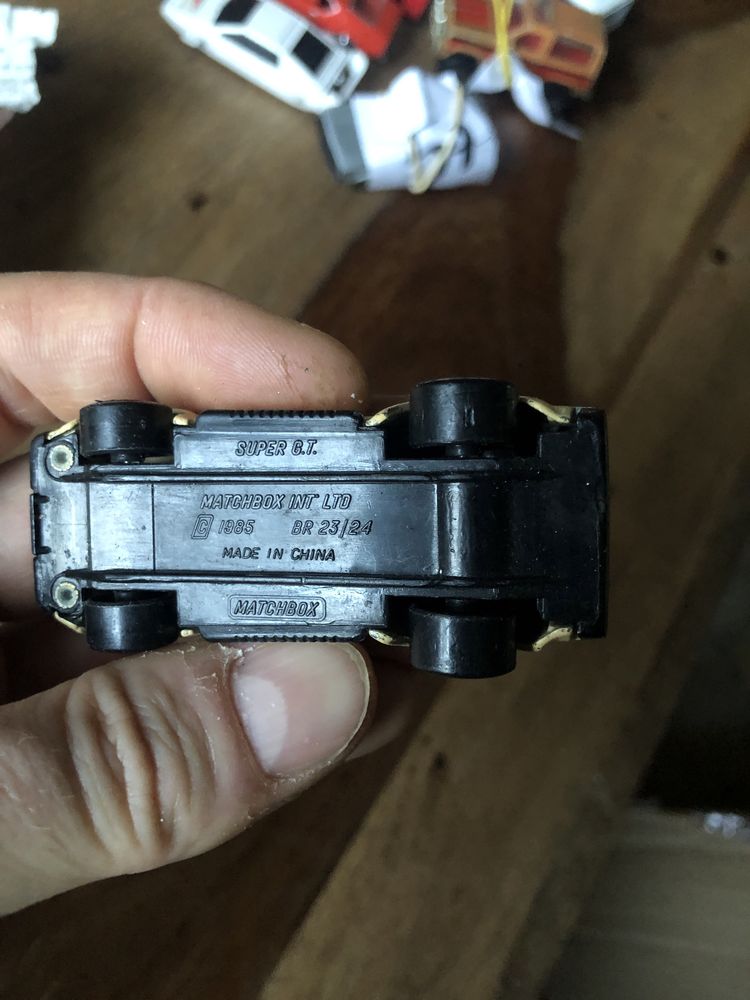 SUPER G.T.
MATCHBOX INT'L LTD
C 1985 BR 23/24
MADE IN CHINA
MATCHBOX